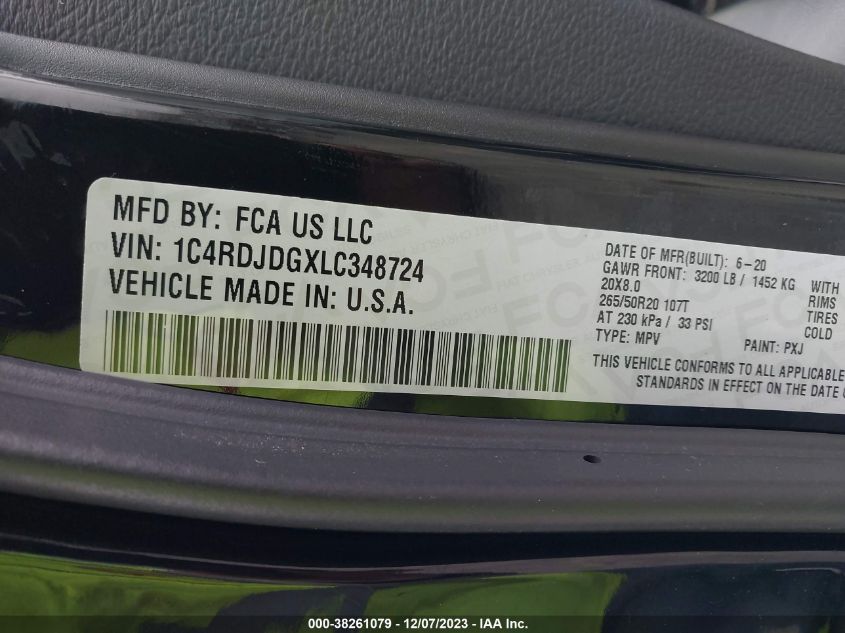 MFD BY: FCA US LLC
VIN: 1C4RDJDGXLC348724
VEHICLE MADE IN: U.S.A.
DATE OF MFR(BUILT): 6-20
GAWR FRONT: 3200 LB / 1452 KG WITH
20X8.0 RIMS
265/50R20 107T TIRES
AT 230 kPa / 33 PSI COLD
TYPE: MPV PAINT: PXJ
THIS VEHICLE CONFORMS TO ALL APPLICABLE
STANDARDS IN EFFECT ON THE DATE
000-38261079 - 12/07/2023 - IAA Inc.